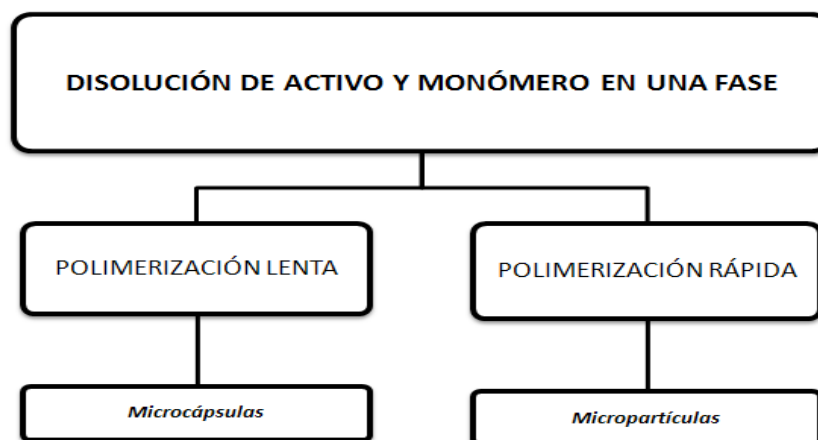 DISOLUCIÓN DE ACTIVO Y MONÓMERO EN UNA FASE
POLIMERIZACIÓN LENTA
POLIMERIZACIÓN RÁPIDA
Microcápsulas
Micropartículas